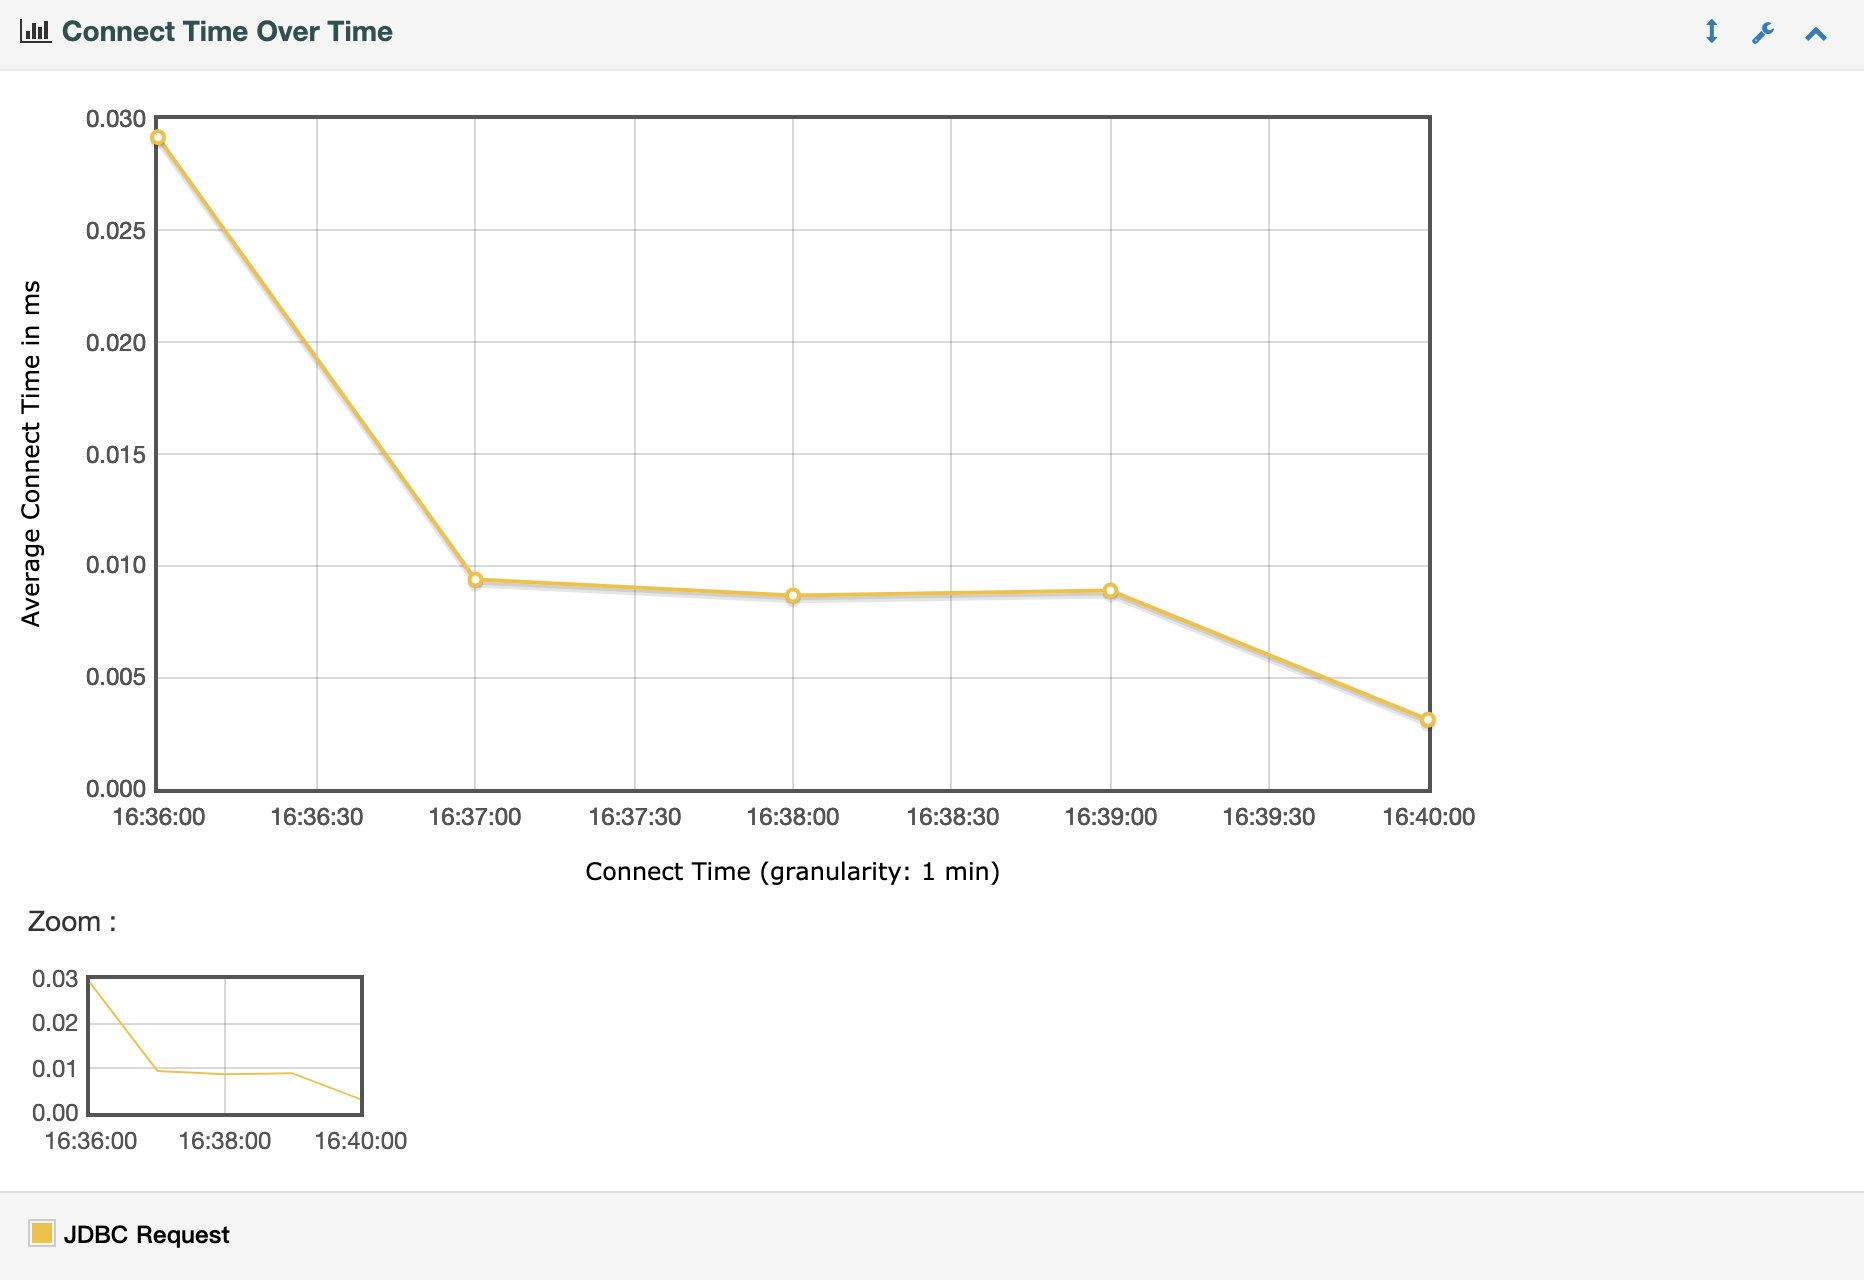 Connect Time Over Time
0.030
0.025
0.020
0.015
0.010
0.005
0.000
Average Connect Time in ms
16:36:00 16:36:30 16:37:00 16:37:30 16:38:00 16:38:30 16:39:00 16:39:30 16:40:00
Connect Time (granularity: 1 min)
Zoom :
0.03
0.02
0.01
0.00
16:36:00 16:38:00 16:40:00
JDBC Request